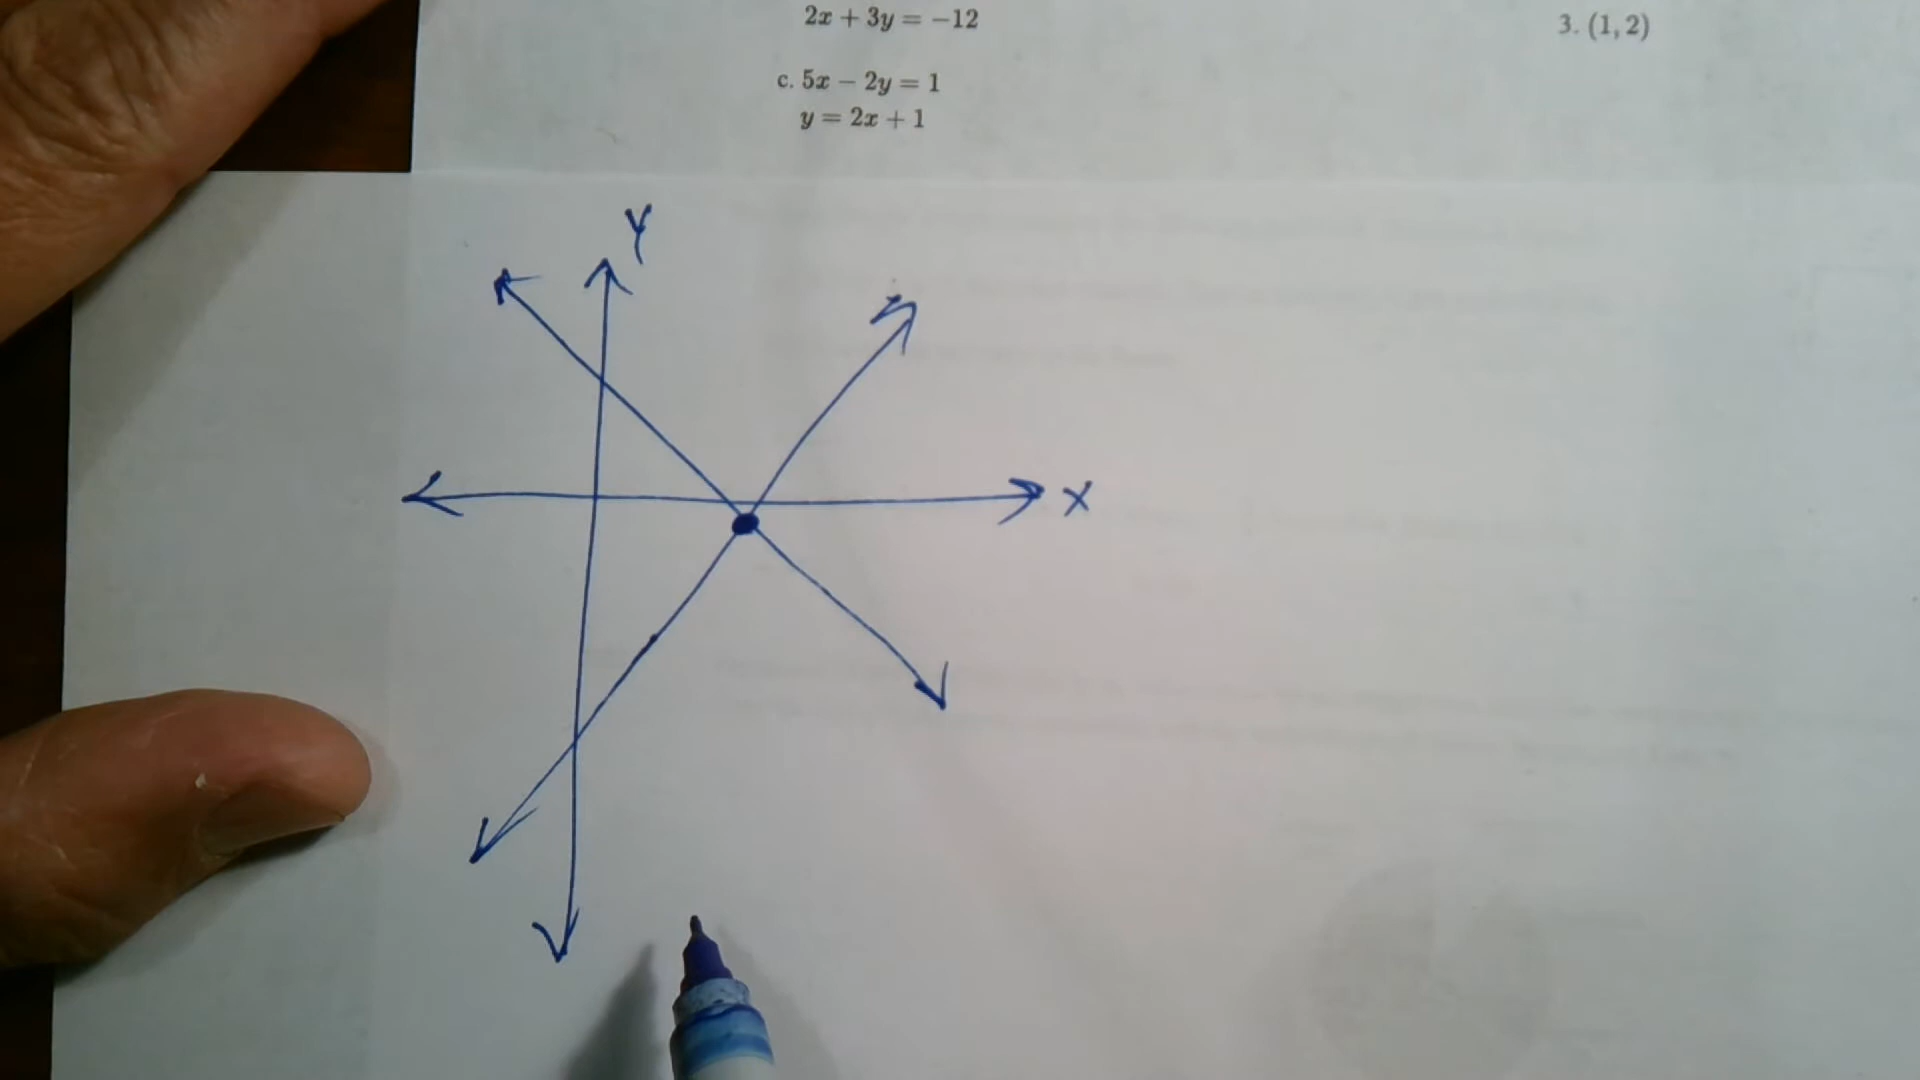 2x + 3y = −12
3. (1, 2)
c. 5x − 2y = 1
y = 2x + 1
Y
X